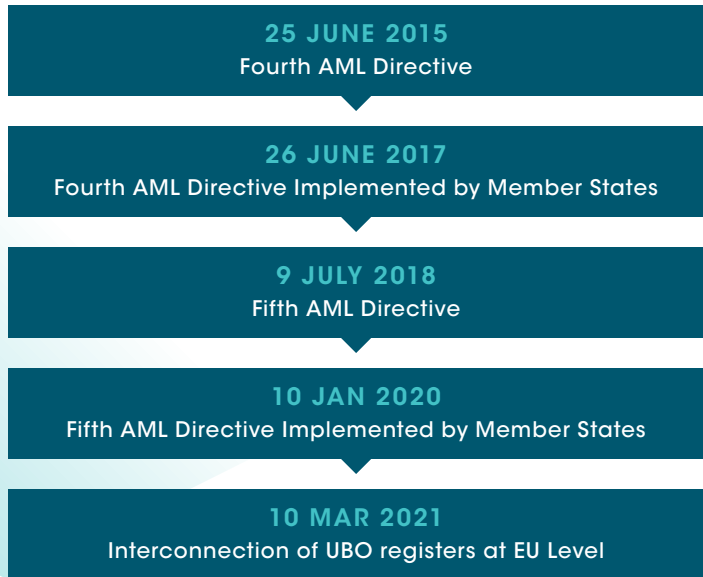 25 JUNE 2015
Fourth AML Directive
26 JUNE 2017
Fourth AML Directive Implemented by Member States
9 JULY 2018
Fifth AML Directive
10 JAN 2020
Fifth AML Directive Implemented by Member States
10 MAR 2021
Interconnection of UBO registers at EU Level